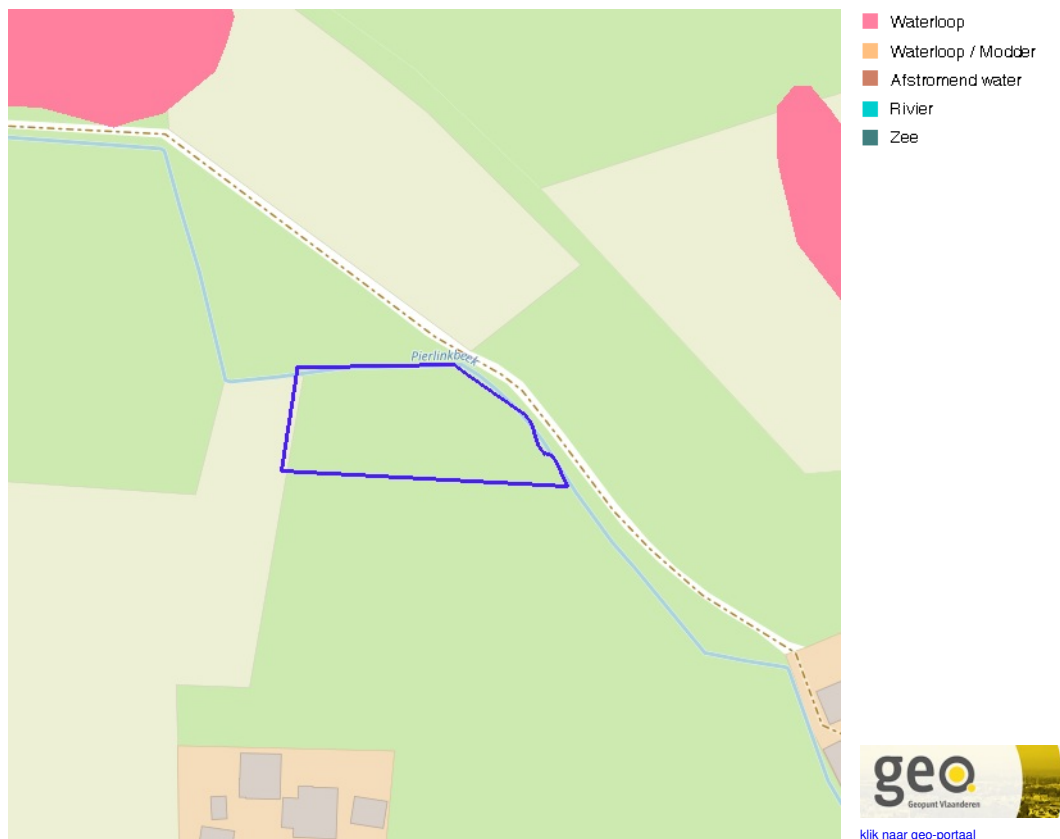 Waterloop
Waterloop / Modder
Afstromend water
Rivier
Zee
Pierlinkbeek
geo.
Geopunt Vlaanderen
klik naar geo-portaal